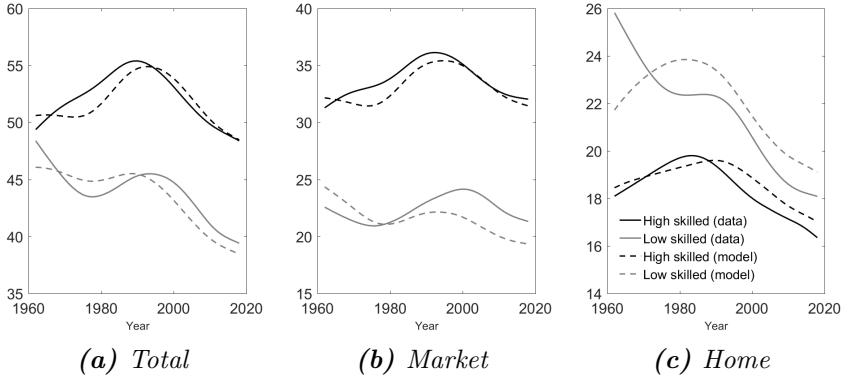 60
55
50
45
40
35
1960 1980 2000 2020
Year
(a) Total
40
35
30
25
20
15
1960 1980 2000 2020
Year
(b) Market
26
24
22
20
18
16
14
1960 1980 2000 2020
Year
High skilled (data)
Low skilled (data)
High skilled (model)
Low skilled (model)
(c) Home